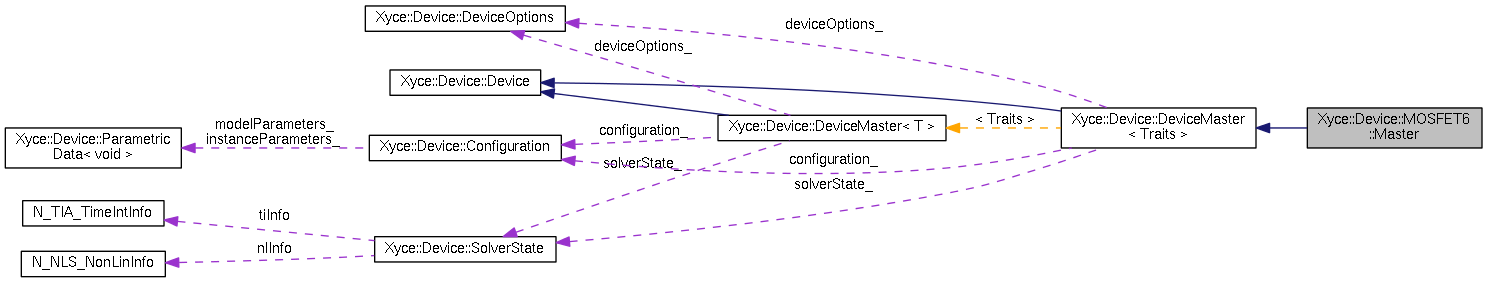 Xyce::Device::DeviceOptions
deviceOptions_
deviceOptions_
Xyce::Device::Device
Xyce::Device::DeviceMaster< T >
< Traits >
Xyce::Device::DeviceMaster
< Traits >
Xyce::Device::MOSFET6
::Master
modelParameters_
instanceParameters_
configuration_
Xyce::Device::Parametric
Data< void >
Xyce::Device::Configuration
solverState_
configuration_
solverState_
N_TIA_TimeIntInfo
tiInfo
Xyce::Device::SolverState
nlInfo
N_NLS_NonLinInfo